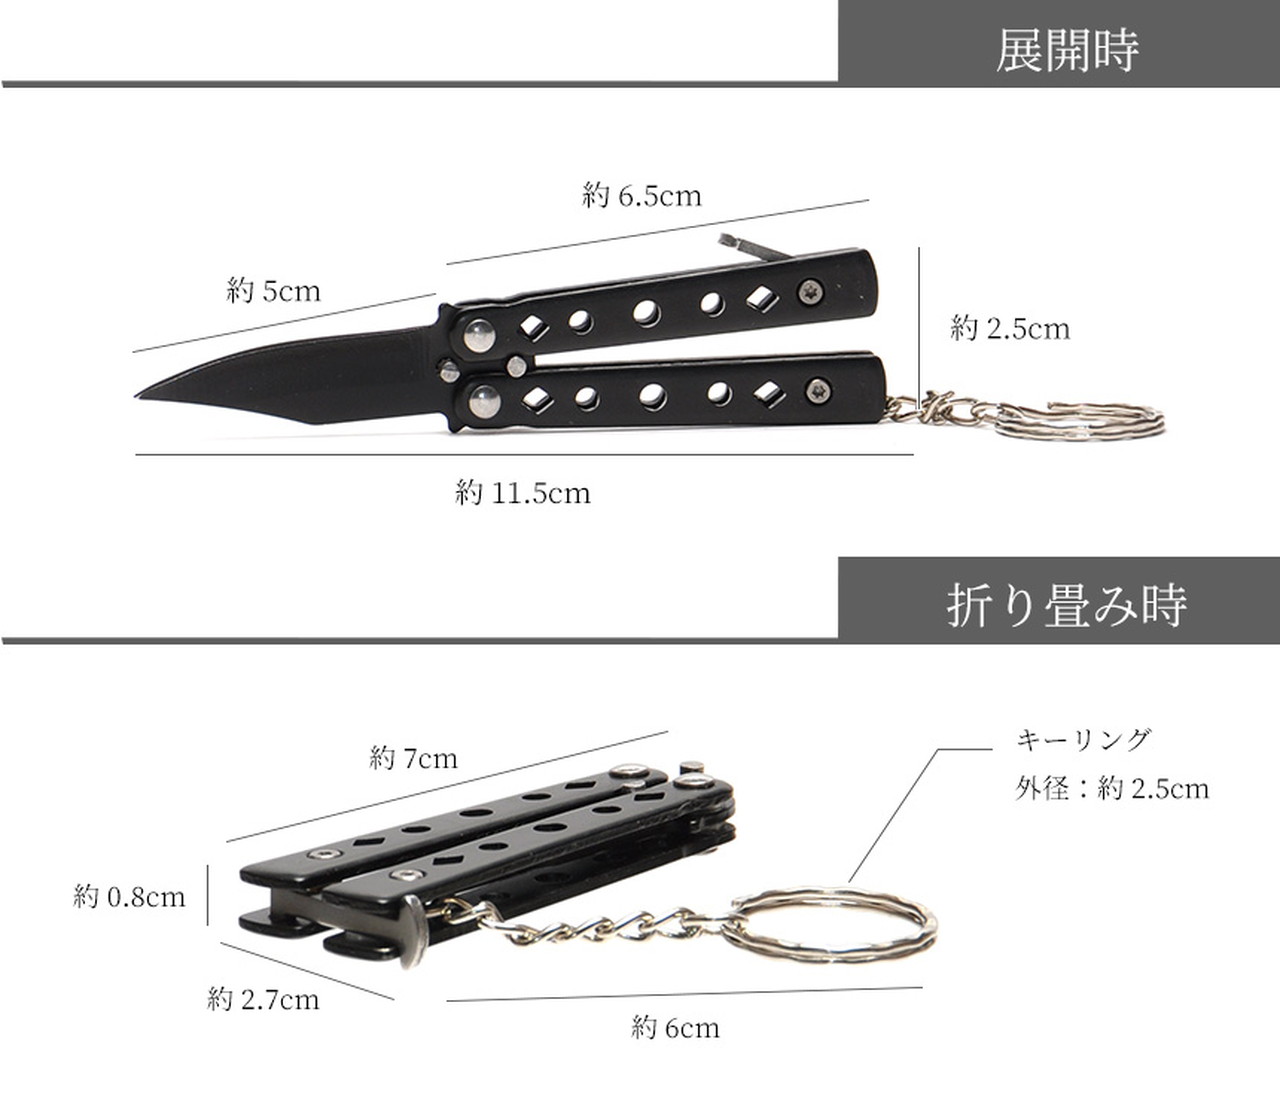 展開時
約 6.5cm
約 5cm
約 2.5cm
約 11.5cm
折り畳み時
約 7cm
キーリング
外径：約 2.5cm
約 0.8cm
約 2.7cm
約 6cm